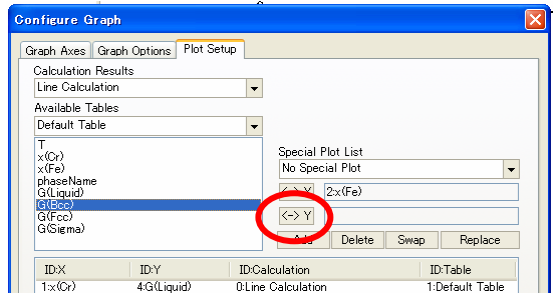 Configure Graph
Graph Axes Graph Options Plot Setup
Calculation Results
Line Calculation
Available Tables
Default Table
T
x(Cr)
x(Fe)
phaseName
G(Liquid)
G(Bcc)
G(Fcc)
G(Sigma)
Special Plot List
No Special Plot
2:x(Fe)
<-> Y
Add Delete Swap Replace
ID:X ID:Y ID:Calculation ID:Table
1:x(Cr) 4:G(Liquid) 0:Line Calculation 1:Default Table